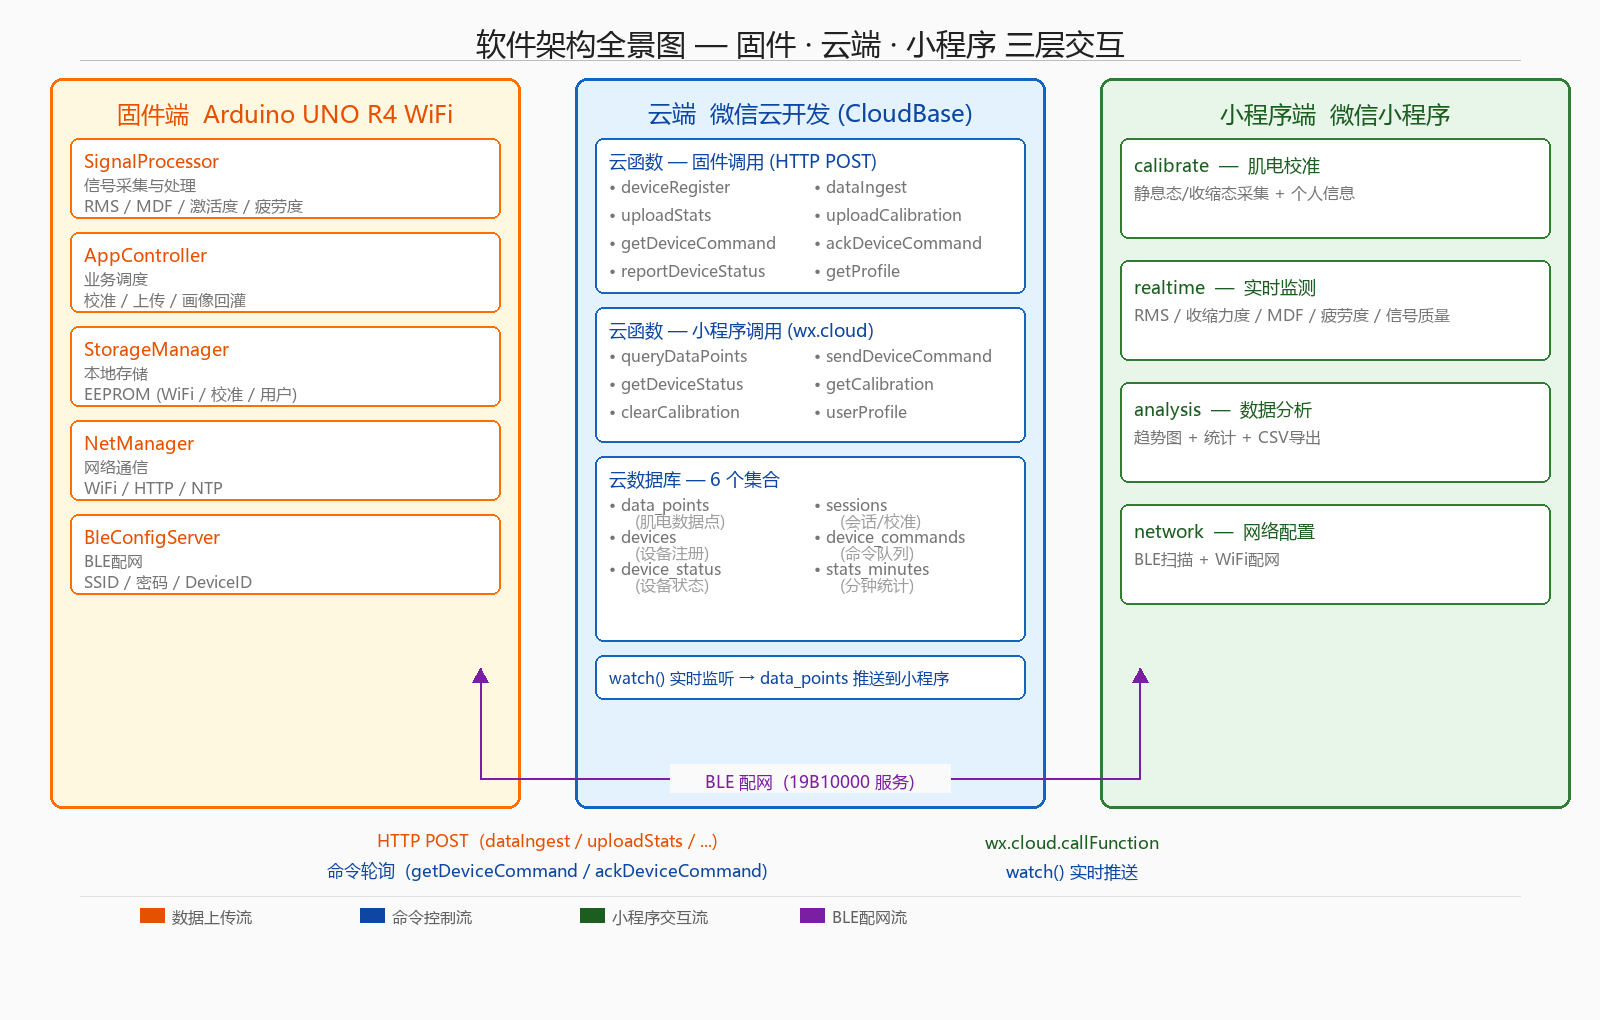 软件架构全景图 — 固件 · 云端 · 小程序 三层交互
固件端 Arduino UNO R4 WiFi
SignalProcessor
信号采集与处理
RMS / MDF / 激活度 / 疲劳度
AppController
业务调度
校准 / 上传 / 画像回灌
StorageManager
本地存储
EEPROM (WiFi / 校准 / 用户)
NetManager
网络通信
WiFi / HTTP / NTP
BleConfigServer
BLE配网
SSID / 密码 / DeviceID
云端 微信云开发 (CloudBase)
云函数 — 固件调用 (HTTP POST)
• deviceRegister • dataIngest
• uploadStats • uploadCalibration
• getDeviceCommand • ackDeviceCommand
• reportDeviceStatus • getProfile
云函数 — 小程序调用 (wx.cloud)
• queryDataPoints • sendDeviceCommand
• getDeviceStatus • getCalibration
• clearCalibration • userProfile
云数据库 — 6 个集合
• data_points • sessions
(肌电数据点) (会话/校准)
• devices • device_commands
(设备注册) (命令队列)
• device_status • stats_minutes
(设备状态) (分钟统计)
watch() 实时监听 → data_points 推送到小程序
小程序端 微信小程序
calibrate — 肌电校准
静息态/收缩态采集 + 个人信息
realtime — 实时监测
RMS / 收缩力度 / MDF / 疲劳度 / 信号质量
analysis — 数据分析
趋势图 + 统计 + CSV导出
network — 网络配置
BLE扫描 + WiFi配网
BLE 配网 (19B10000 服务)
HTTP POST (dataIngest / uploadStats / ...)
命令轮询 (getDeviceCommand / ackDeviceCommand)
wx.cloud.callFunction
watch() 实时推送
数据上传流 命令控制流 小程序交互流 BLE配网流